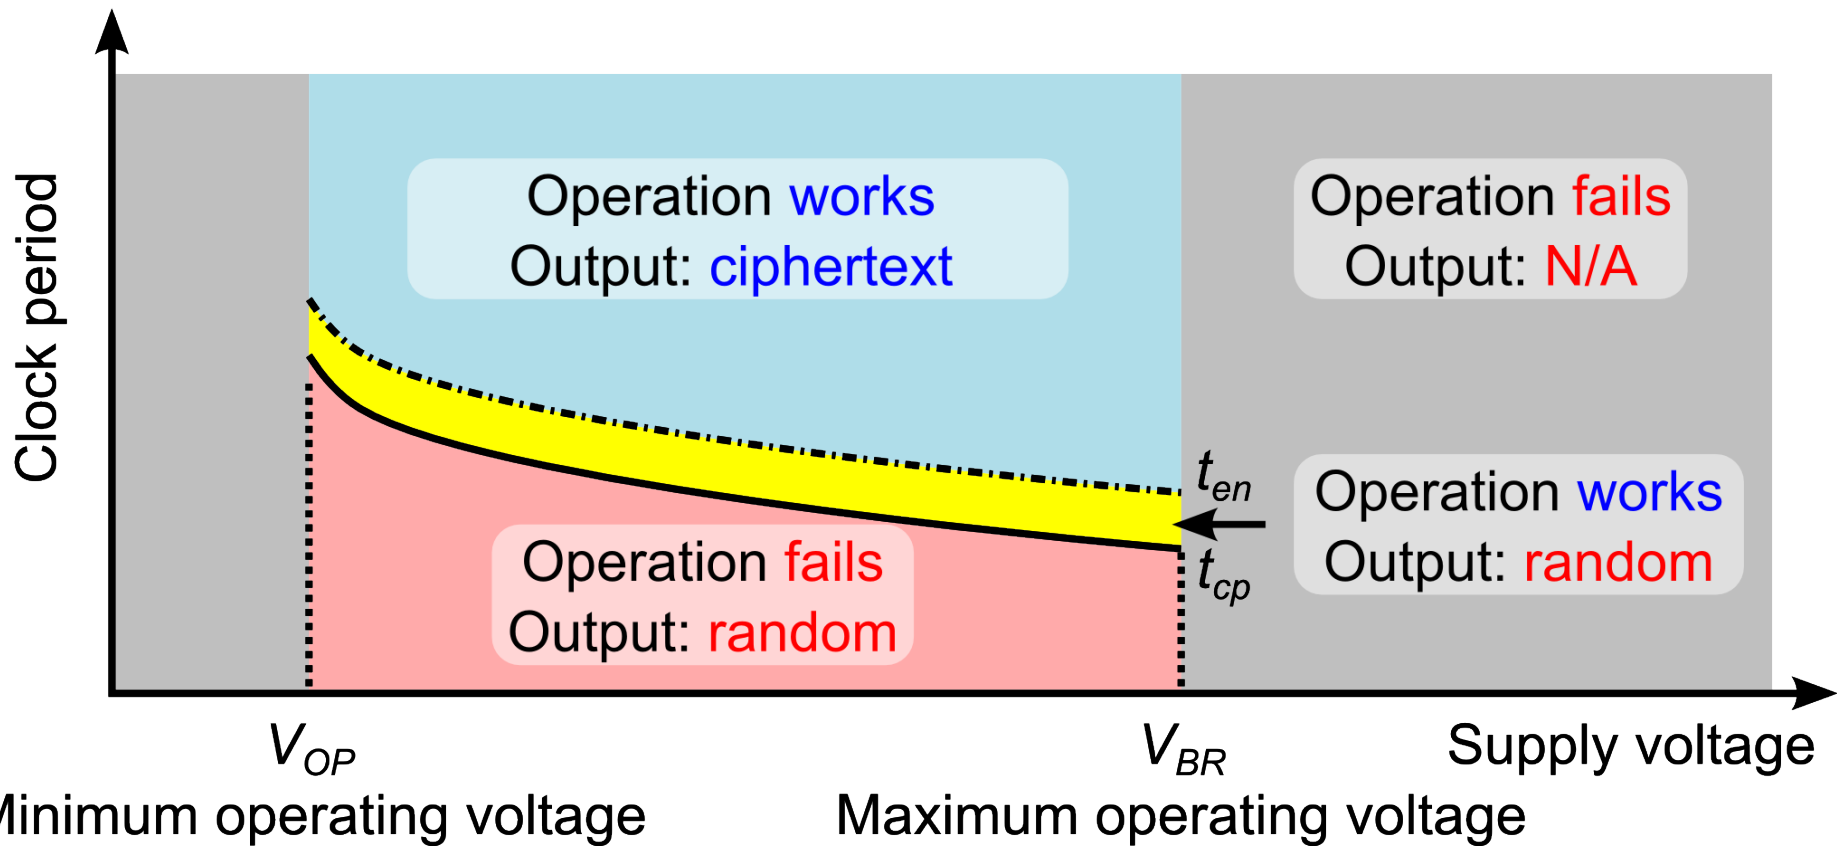 Clock period
Operation works
Output: ciphertext
Operation fails
Output: N/A
t_en
Operation works
Output: random
t_cp
Operation fails
Output: random
V_OP
V_BR
Supply voltage
Minimum operating voltage
Maximum operating voltage